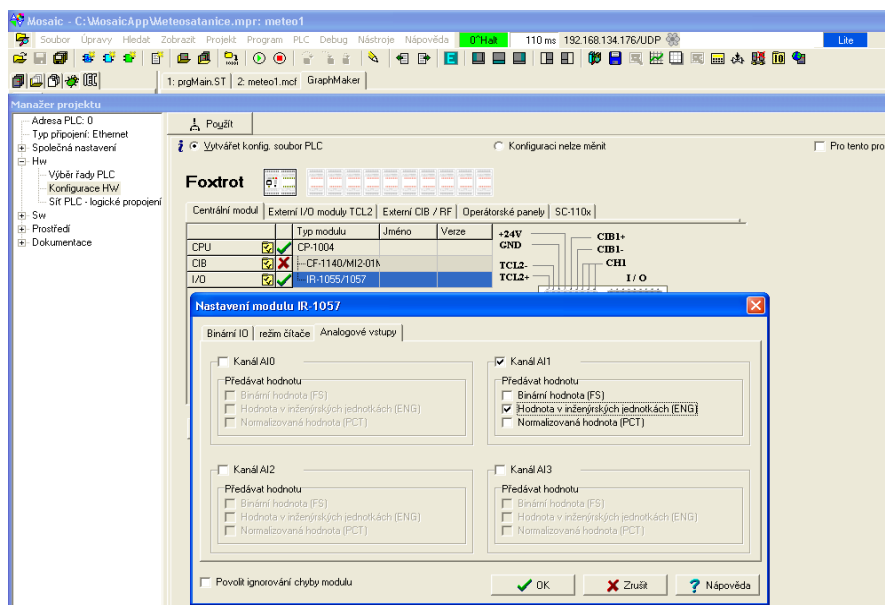 Mosaic - C:\MosaicApp\Meteosatanice.mpr: meteo1
Soubor Úpravy Hledat Zobrazit Projekt Program PLC Debug Nástroje Nápověda 0^Halt 110 ms 192.168.134.176/UDP Lite
1: prgMain.ST 2: meteo1.mcf GraphMaker
Manažer projektu
Adresa PLC: 0
Typ připojení: Ethernet
Společná nastavení
Hw
Výběr řady PLC
Konfigurace HW
Síť PLC - logické propojení
Sw
Prostředí
Dokumentace
Použít
Vytvářet konfig. soubor PLC
Konfiguraci nelze měnit
Pro tento pro
Foxtrot
Centrální modul Externí I/O moduly TCL2 Externí CIB / RF Operátorské panely SC-110x
Typ modulu Jméno Verze
CPU CP-1004
CIB CF-1140/MI2-01M
I/O IR-1055/1057
+24V
GND
TCL2-
TCL2+
CIB1+
CIB1-
CH1
I/O
Nastavení modulu IR-1057
Binární IO režim čítače Analogové vstupy
Kanál AI0
Předávat hodnotu
Binární hodnota (FS)
Hodnota v inženýrských jednotkách (ENG)
Normalizovaná hodnota (PCT)
Kanál AI1
Předávat hodnotu
Binární hodnota (FS)
Hodnota v inženýrských jednotkách (ENG)
Normalizovaná hodnota (PCT)
Kanál AI2
Předávat hodnotu
Binární hodnota (FS)
Hodnota v inženýrských jednotkách (ENG)
Normalizovaná hodnota (PCT)
Kanál AI3
Předávat hodnotu
Binární hodnota (FS)
Hodnota v inženýrských jednotkách (ENG)
Normalizovaná hodnota (PCT)
Povolit ignorování chyby modulu
OK Zrušit Nápověda